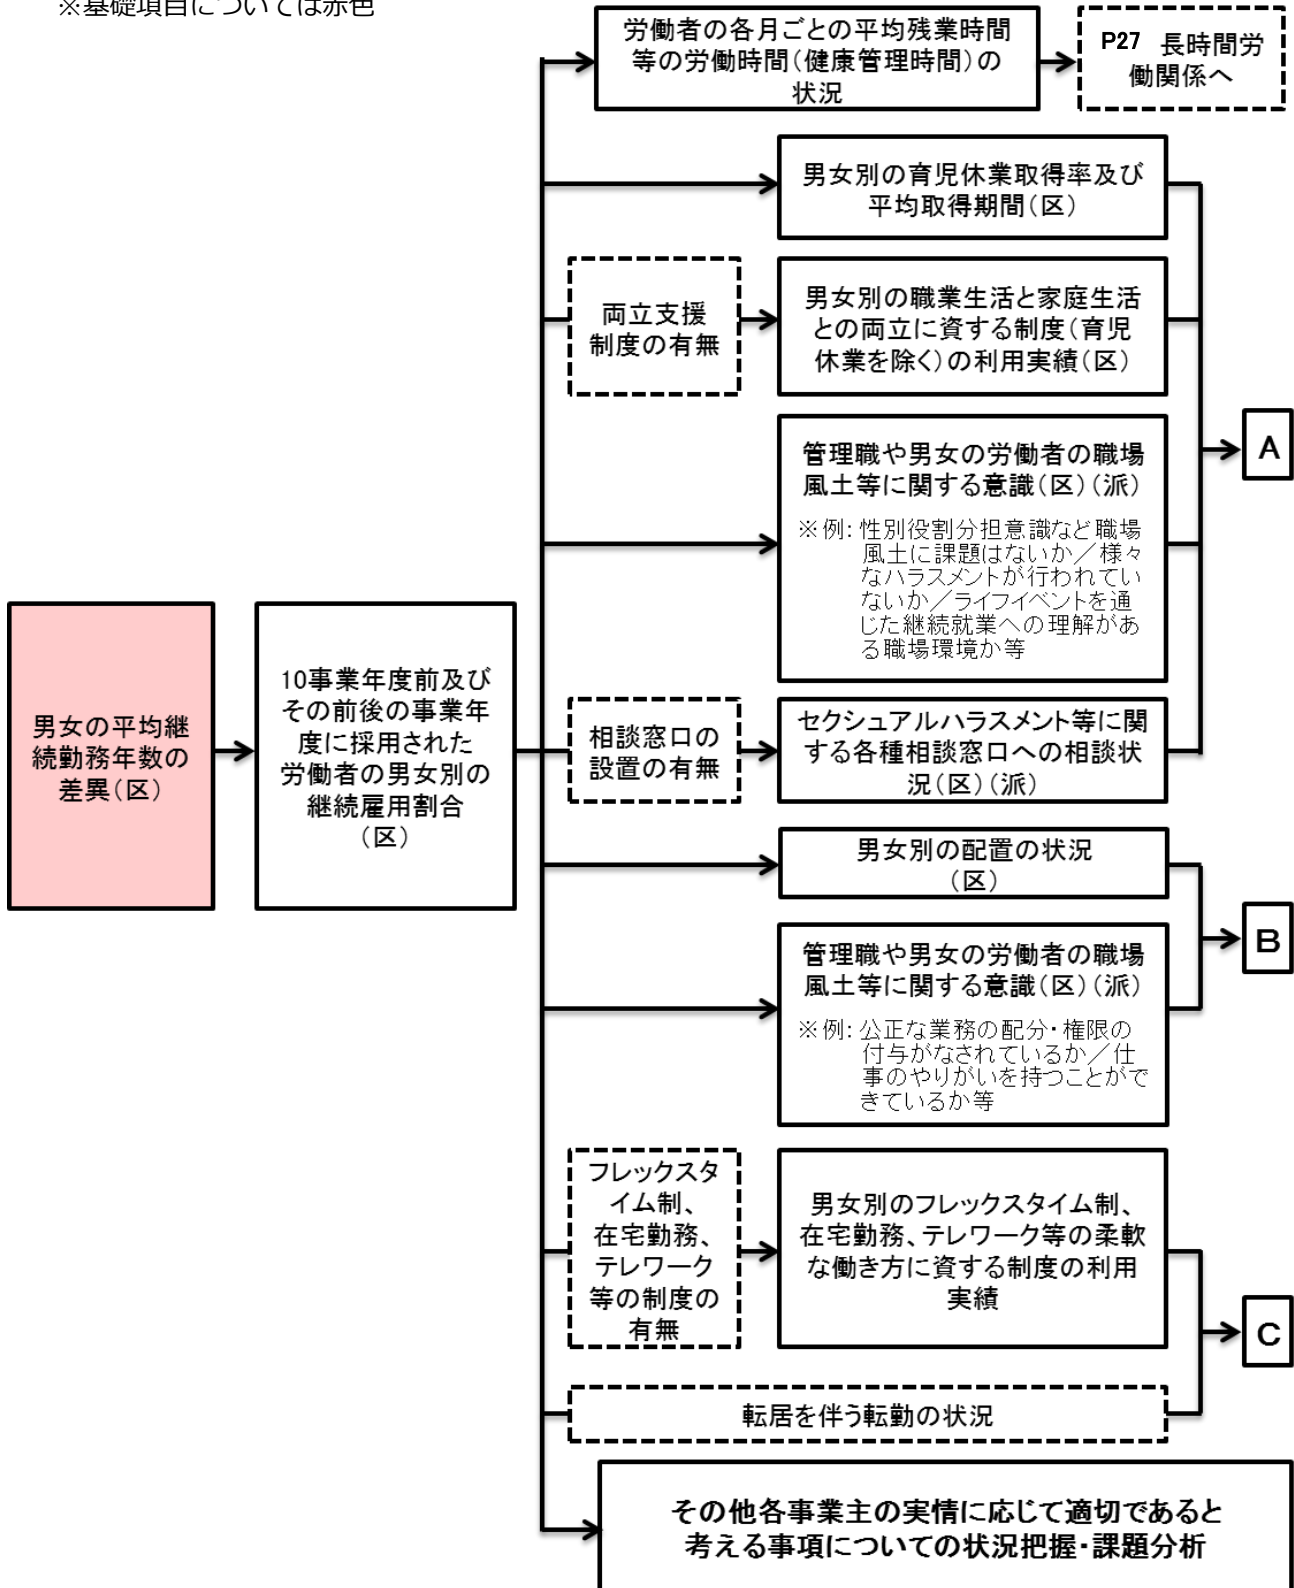 ※基礎項目については赤色
労働者の各月ごとの平均残業時間
等の労働時間（健康管理時間）の
状況
P27 長時間労
働関係へ
男女別の育児休業取得率及び
平均取得期間（区）
両立支援
制度の有無
男女別の職業生活と家庭生活
との両立に資する制度（育児
休業を除く）の利用実績（区）
管理職や男女の労働者の職場
風土等に関する意識（区）（派）
※例：性別役割分担意識など職場
風土に課題はないか／様々
なハラスメントが行われてい
ないか／ライフイベントを通
じた継続就業への理解があ
る職場環境か等
A
男女の平均継
続勤務年数の
差異（区）
10事業年度前及び
その前後の事業年
度に採用された
労働者の男女別の
継続雇用割合
（区）
相談窓口の
設置の有無
セクシュアルハラスメント等に関
する各種相談窓口への相談状
況（区）（派）
男女別の配置の状況
（区）
管理職や男女の労働者の職場
風土等に関する意識（区）（派）
※例：公正な業務の配分・権限の
付与がなされているか／仕
事のやりがいを持つことがで
きているか等
B
フレックスタ
イム制、
在宅勤務、
テレワーク
等の制度の
有無
男女別のフレックスタイム制、
在宅勤務、テレワーク等の柔軟
な働き方に資する制度の利用
実績
C
転居を伴う転勤の状況
その他各事業主の実情に応じて適切であると
考える事項についての状況把握・課題分析